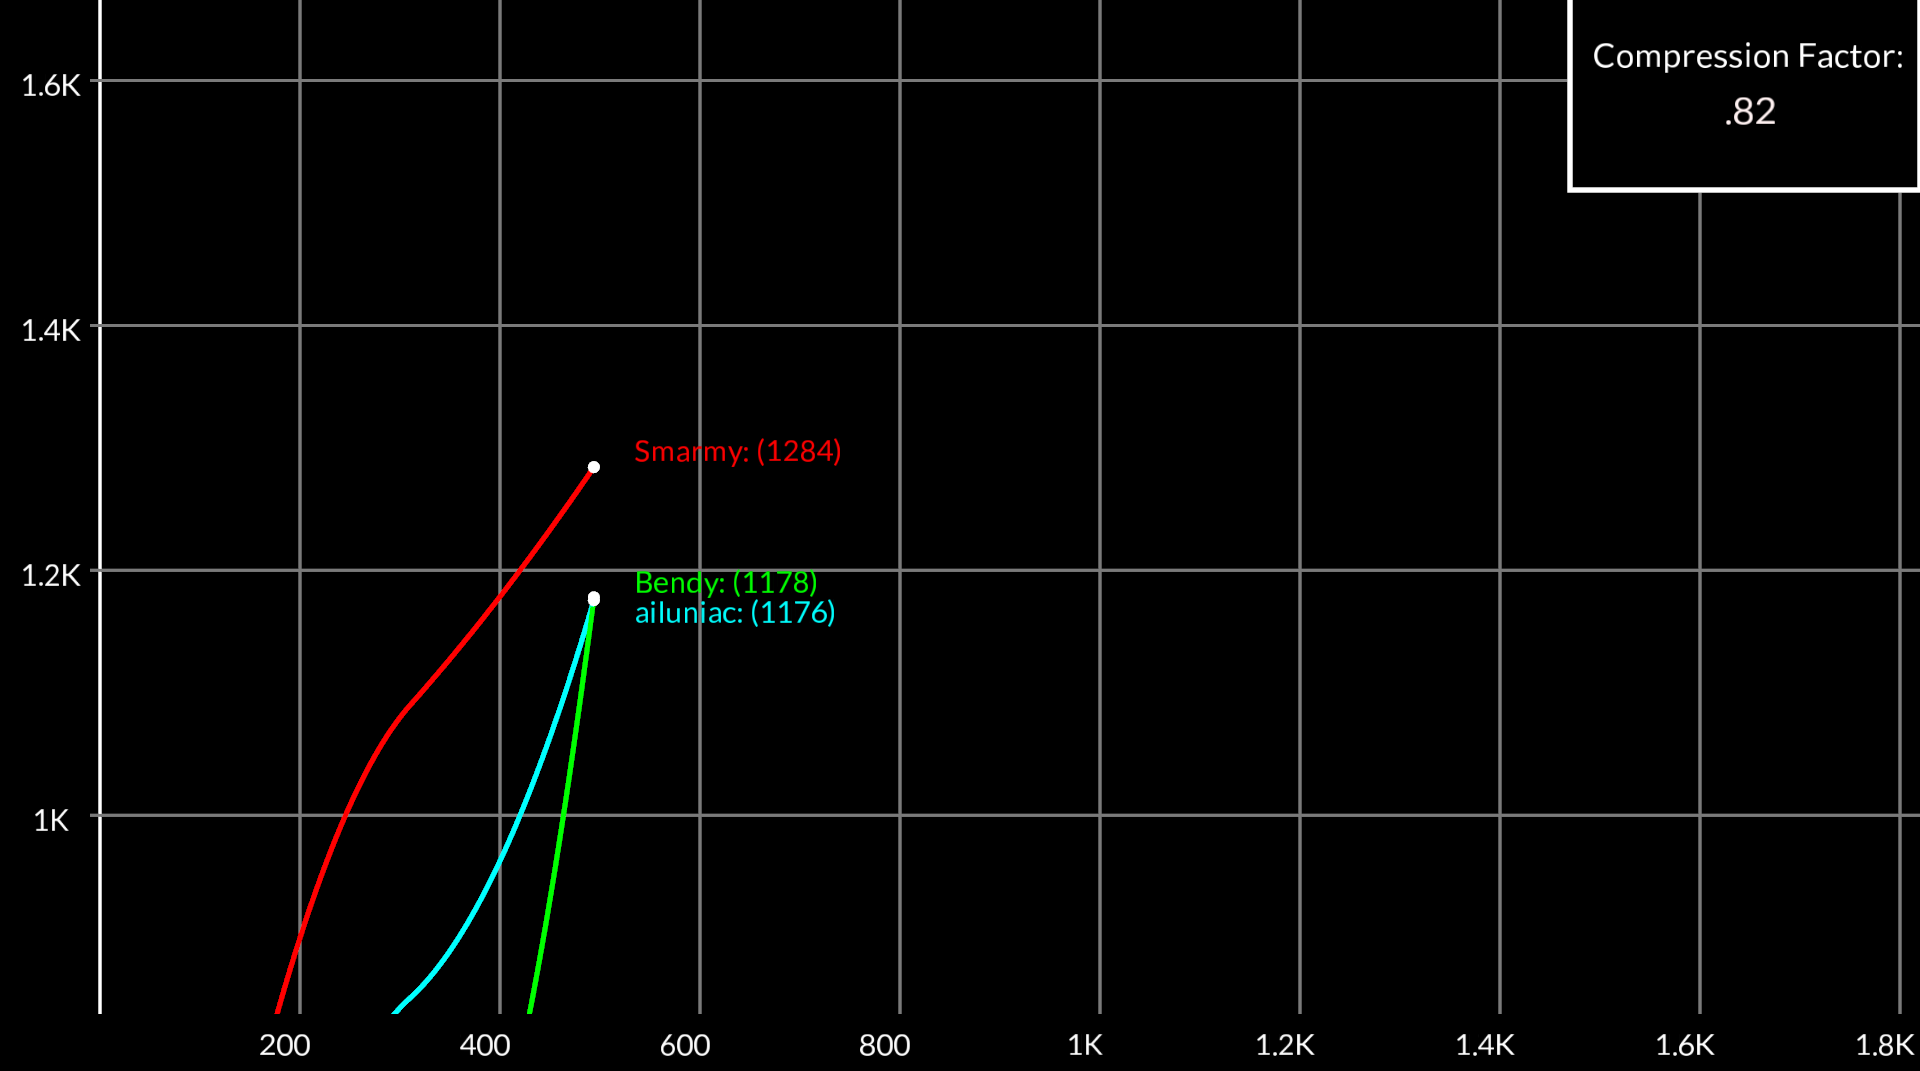 Compression Factor:
.82
1.6K
1.4K
Smarmy: (1284)
1.2K
Bendy: (1178)
ailuniac: (1176)
1K
200 400 600 800 1K 1.2K 1.4K 1.6K 1.8K